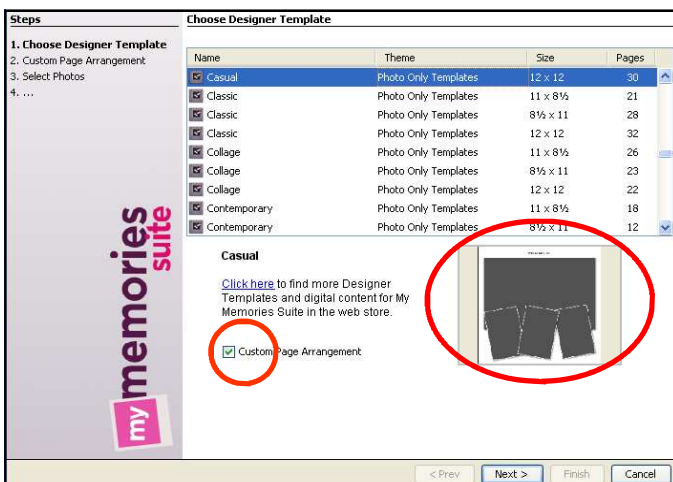 Steps
Choose Designer Template
1. Choose Designer Template
2. Custom Page Arrangement
3. Select Photos
4. ...
Name Theme Size Pages
Casual Photo Only Templates 12 x 12 30
Classic Photo Only Templates 11 x 8½ 21
Classic Photo Only Templates 8½ x 11 28
Classic Photo Only Templates 12 x 12 32
Collage Photo Only Templates 11 x 8½ 26
Collage Photo Only Templates 8½ x 11 23
Collage Photo Only Templates 12 x 12 22
Contemporary Photo Only Templates 11 x 8½ 18
Contemporary Photo Only Templates 8½ x 11 12
Casual
Click here to find more Designer
Templates and digital content for My
Memories Suite in the web store.
Custom Page Arrangement
my memories
suite
< Prev Next > Finish Cancel